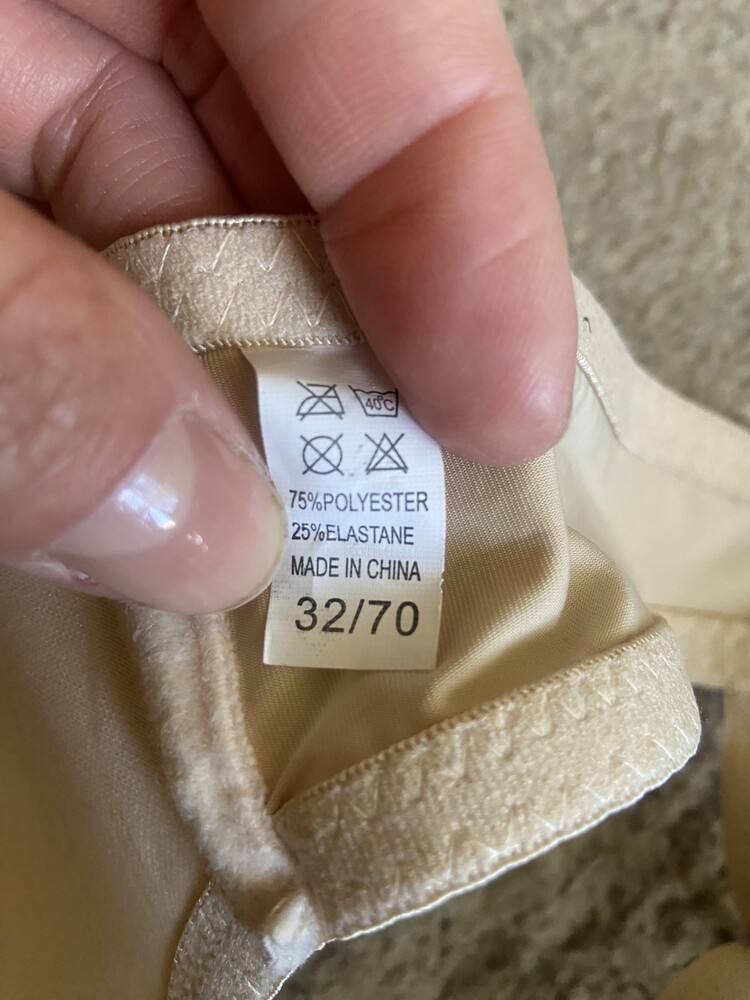 40°C
75%POLYESTER
25%ELASTANE
MADE IN CHINA
32/70